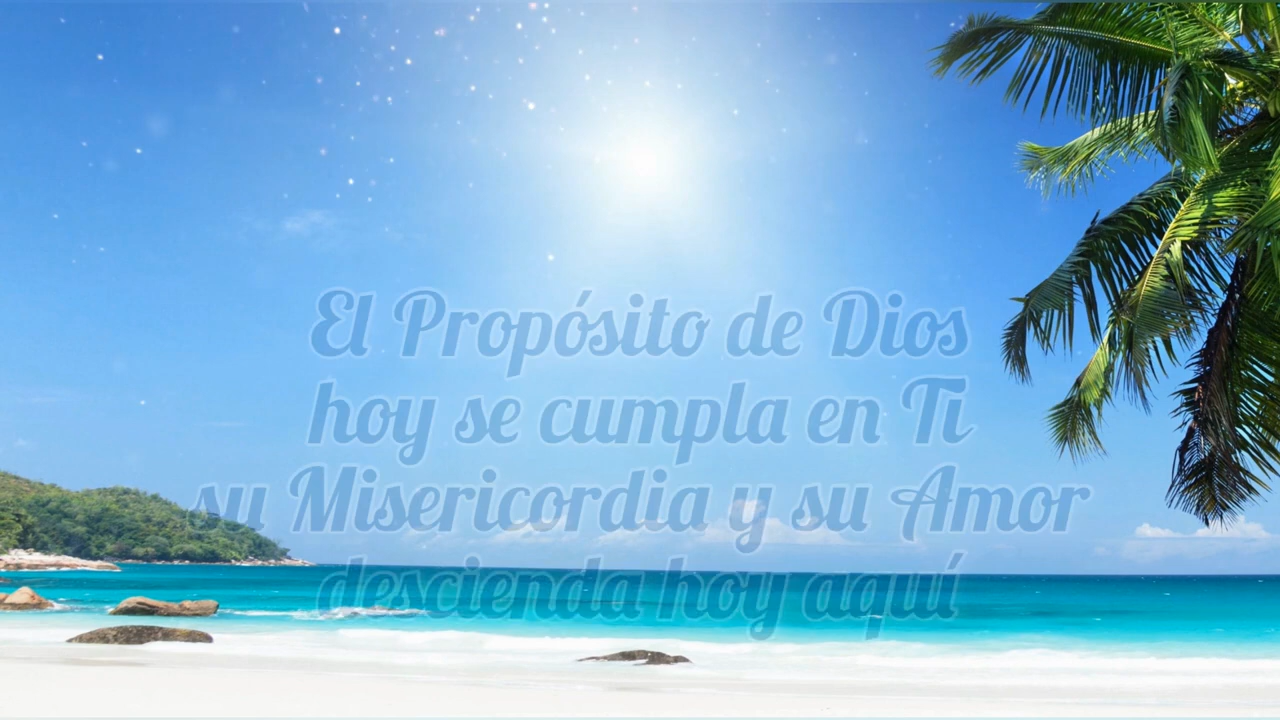 El Propósito de Dios
hoy se cumpla en Ti
su Misericordia y su Amor
descienda hoy aquí